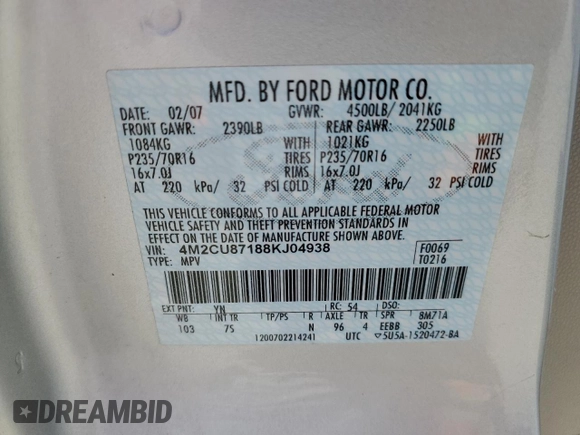 MFD. BY FORD MOTOR CO.
DATE: 02/07 GVWR: 4500LB/ 2041KG
FRONT GAWR: 2390LB REAR GAWR: 2250LB
1084KG WITH 1021KG WITH
P235/70R16 TIRES P235/70R16 TIRES
16x7.0J RIMS 16x7.0J RIMS
AT 220 kPa/ 32 PSI COLD AT 220 kPa/ 32 PSI COLD
THIS VEHICLE CONFORMS TO ALL APPLICABLE FEDERAL MOTOR
VEHICLE SAFETY AND THEFT PREVENTION STANDARDS IN EFFECT ON
THE DATE OF MANUFACTURE SHOWN ABOVE.
VIN: 4M2CU87188KJ04938 F0069
TYPE: MPV T0216
EXT PNT: YN RC: 54 DSO:
WB INT TR TP/PS R AXLE TR SPR 8M71A
103 75 N 96 4 EEBB 305
1200702214241 UTC 5U5A-1520472-BA
DREAMBID